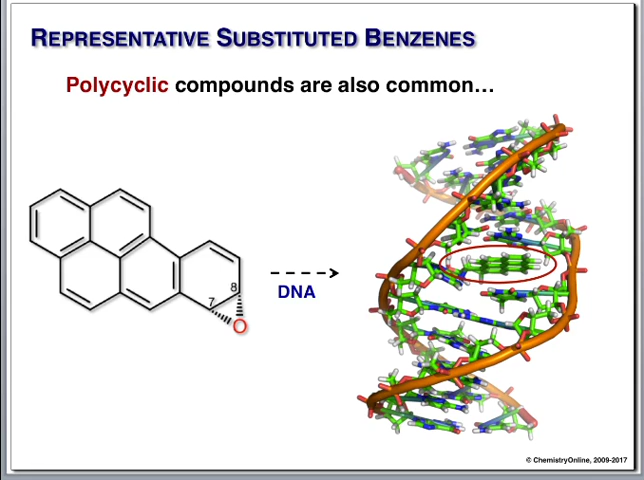 REPRESENTATIVE SUBSTITUTED BENZENES
Polycyclic compounds are also common…
8
7
O
DNA
© ChemistryOnline, 2009-2017